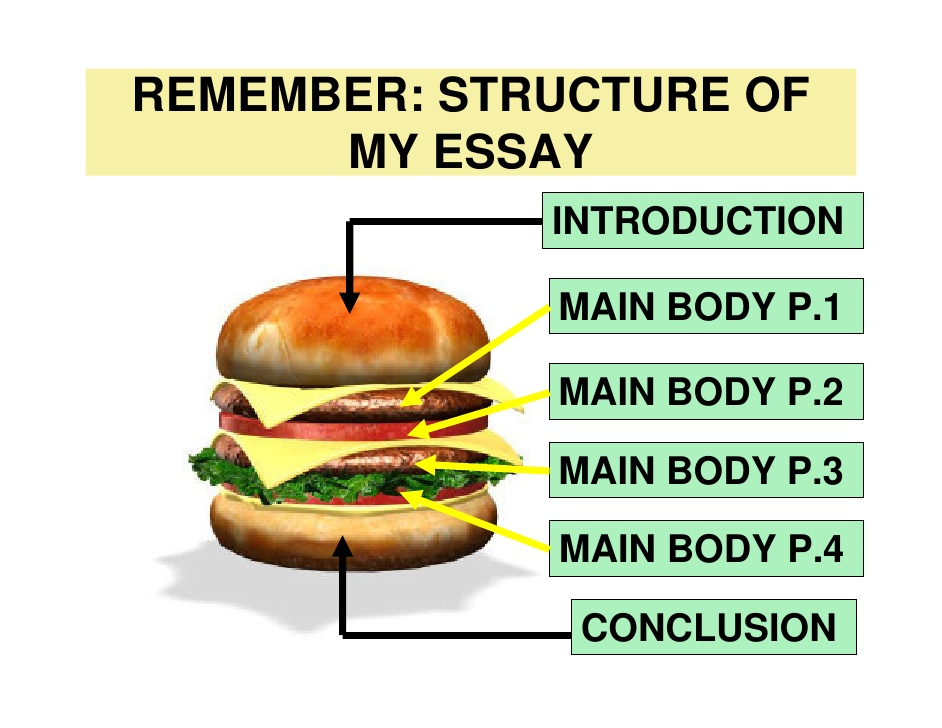 REMEMBER: STRUCTURE OF
MY ESSAY
INTRODUCTION
MAIN BODY P.1
MAIN BODY P.2
MAIN BODY P.3
MAIN BODY P.4
CONCLUSION